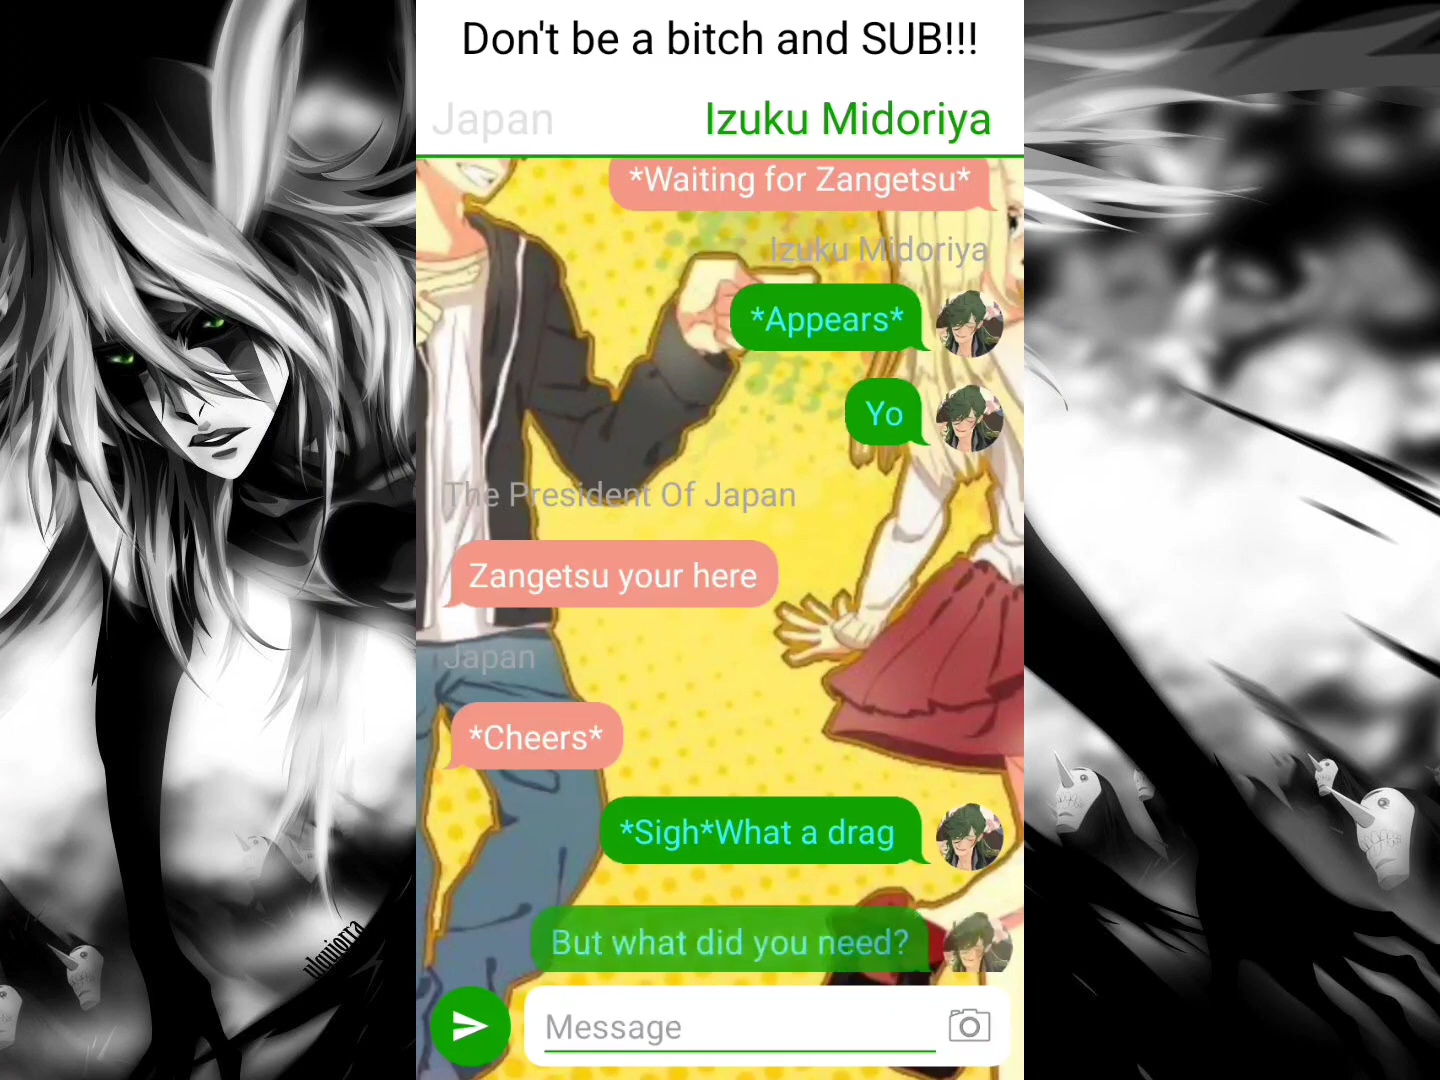 Don't be a bitch and SUB!!!
Japan
Izuku Midoriya
*Waiting for Zangetsu*
Izuku Midoriya
*Appears*
Yo
The President Of Japan
Zangetsu your here
Japan
*Cheers*
*Sigh*What a drag
But what did you need?
Message
ulquiorra